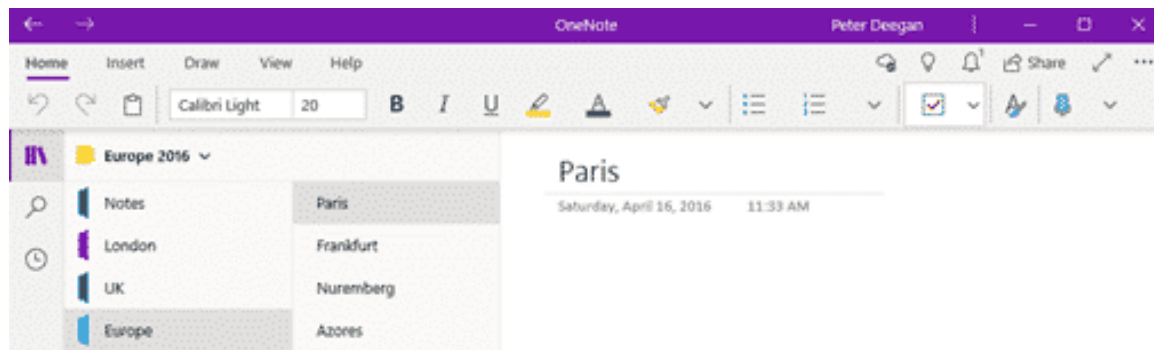 OneNote Peter Deegan
Home Insert Draw View Help 1 Share
Calibri Light 20 B I U A A
Europe 2016
Notes
London
UK
Europe
Paris
Frankfurt
Nuremberg
Azores
Paris
Saturday, April 16, 2016 11:33 AM